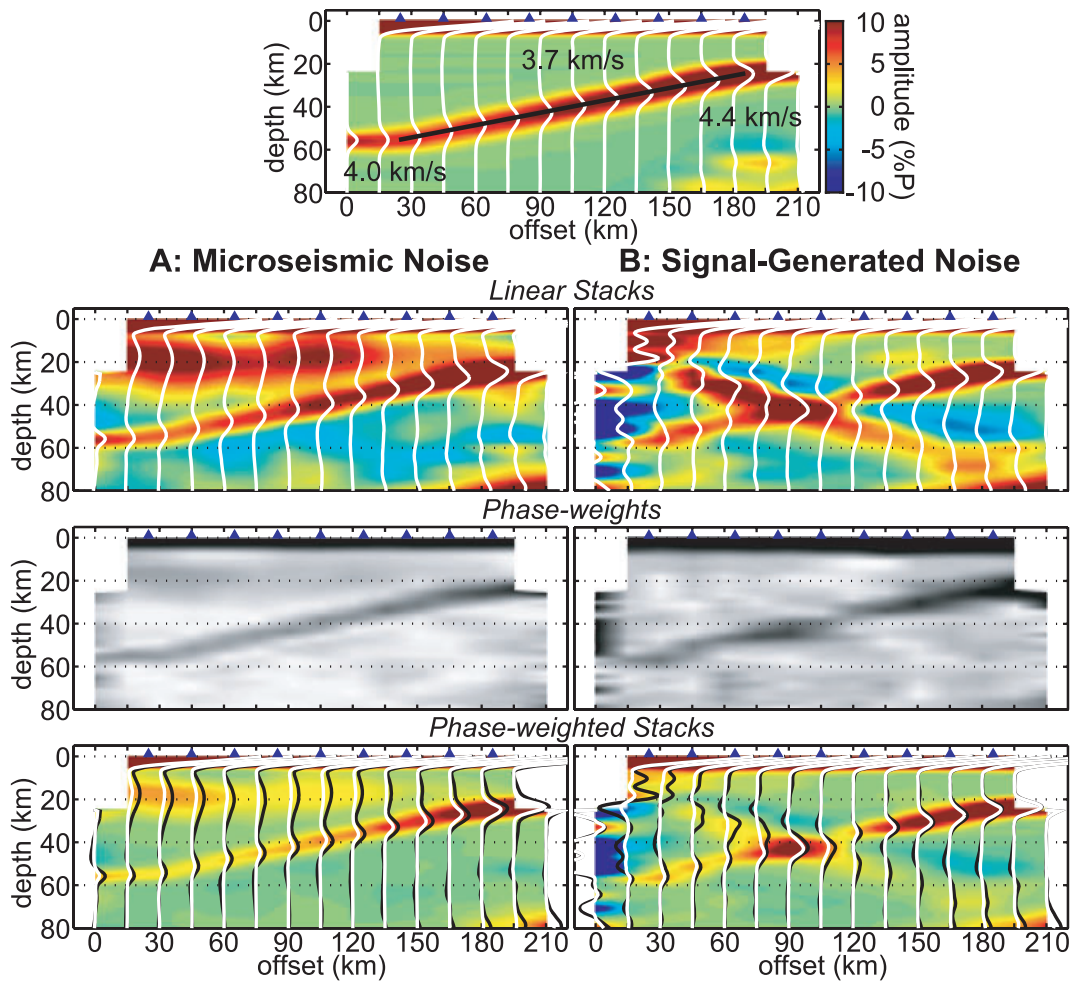 0
20
40
60
80
depth (km)
3.7 km/s
4.4 km/s
4.0 km/s
10
5
0
-5
-10
amplitude (%P)
0 30 60 90 120 150 180 210
offset (km)
A: Microseismic Noise
B: Signal-Generated Noise
Linear Stacks
0
20
40
60
80
depth (km)
Phase-weights
0
20
40
60
80
depth (km)
Phase-weighted Stacks
0
20
40
60
80
depth (km)
0 30 60 90 120 150 180 210
offset (km)
0 30 60 90 120 150 180 210
offset (km)